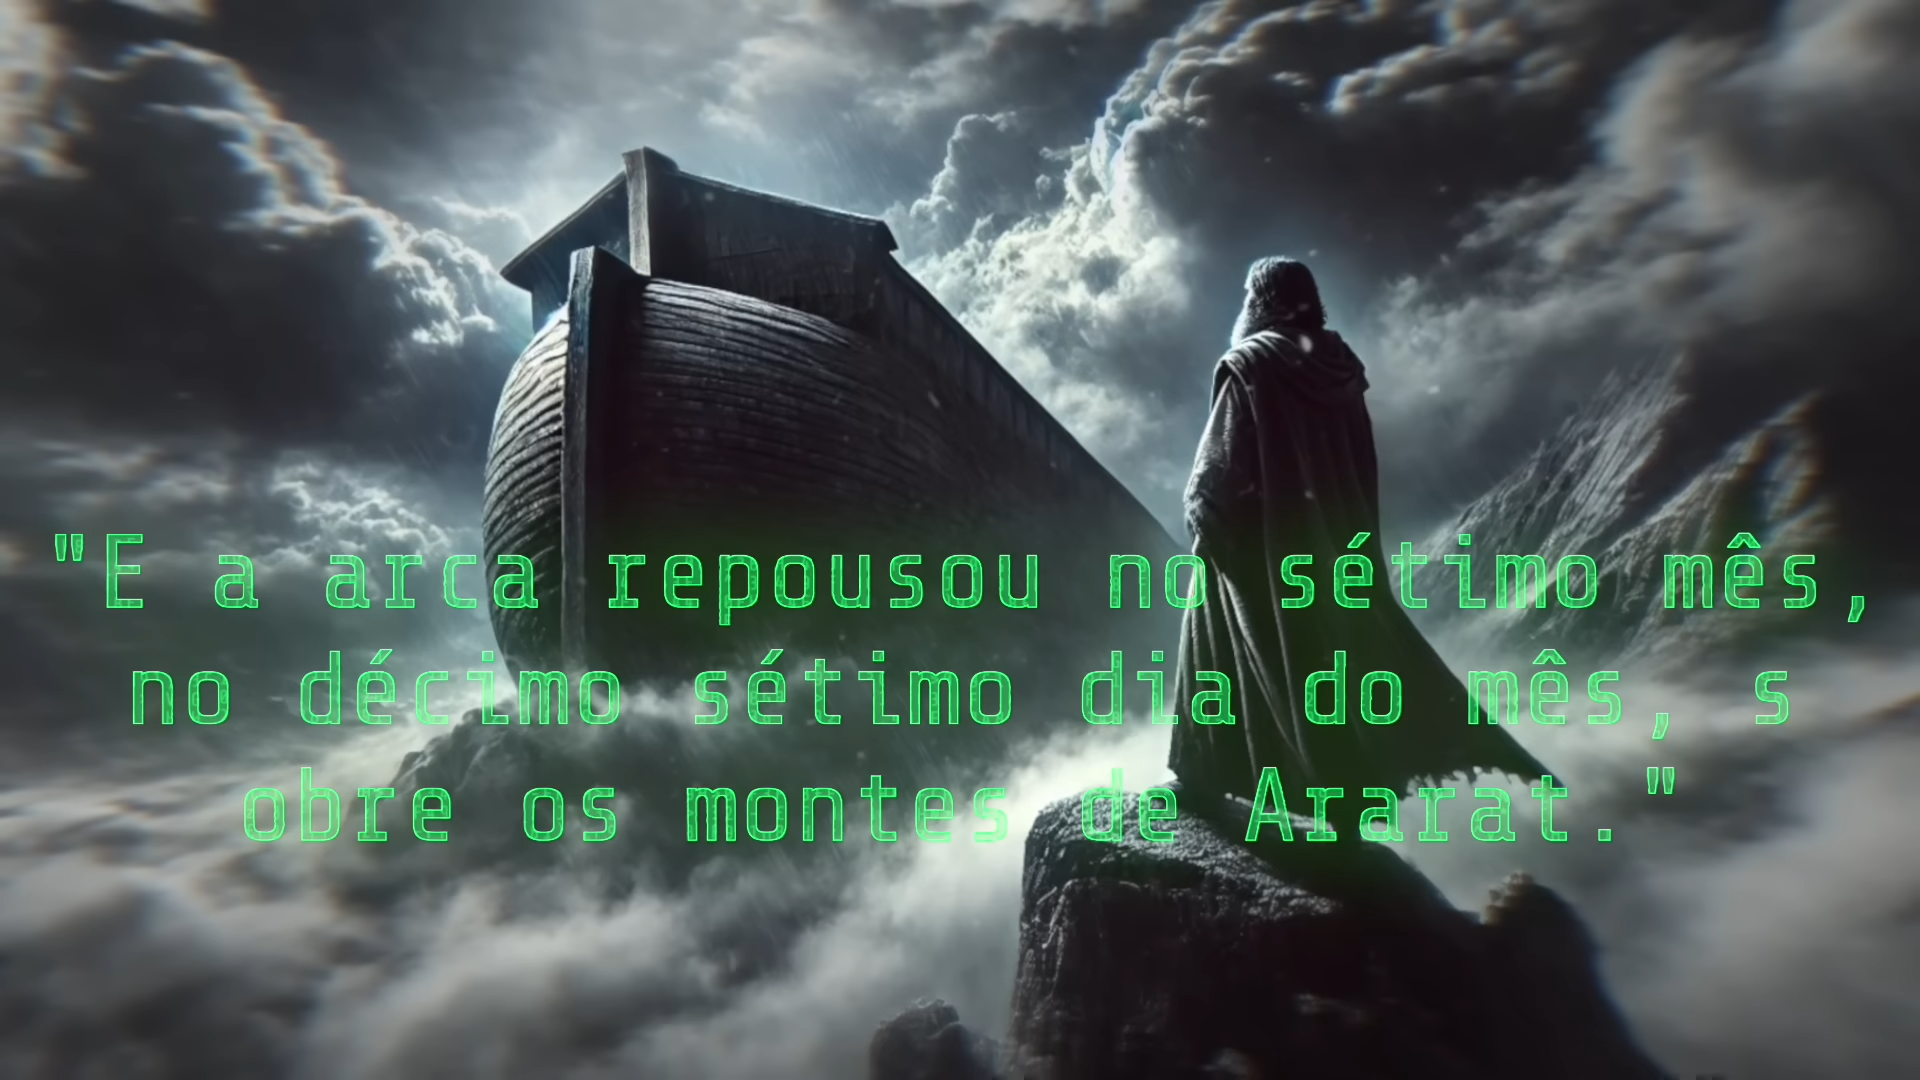 "E a arca repousou no sétimo mês,
no décimo sétimo dia do mês, s
obre os montes de Ararat."